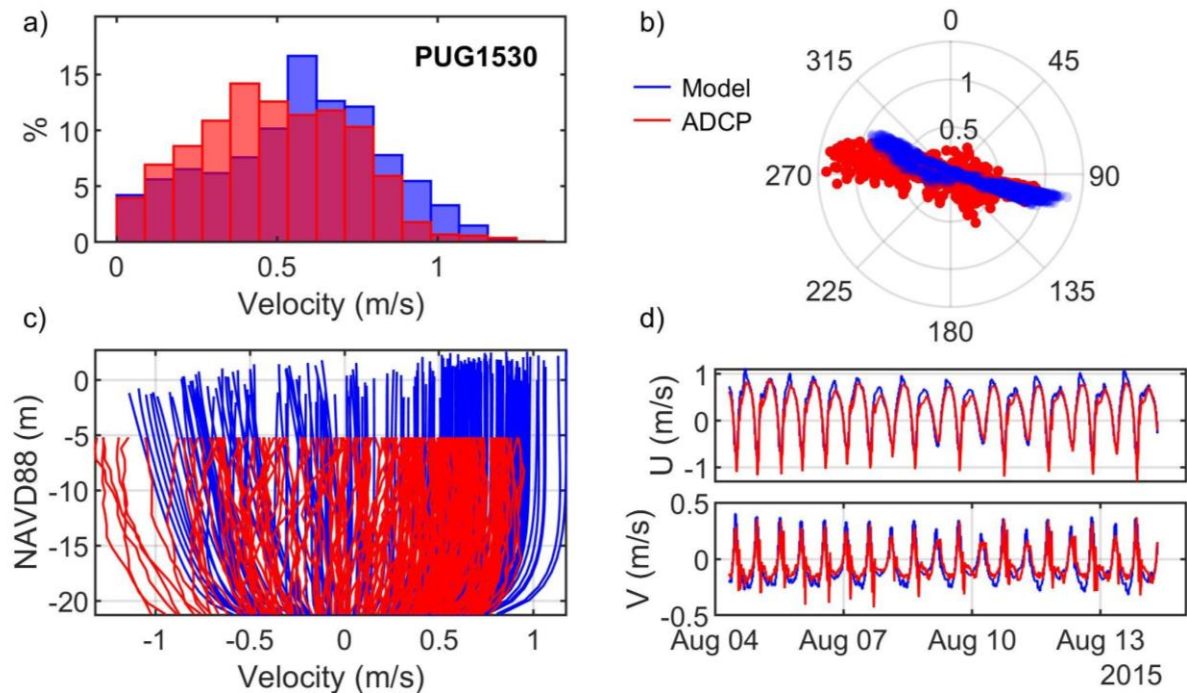 a)
PUG1530
15
10
5
0
%
0 0.5 1
Velocity (m/s)
b)
Model
ADCP
0
45
90
135
180
225
270
315
1
0.5
c)
0
-5
-10
-15
-20
NAVD88 (m)
-1 -0.5 0 0.5 1
Velocity (m/s)
d)
1
0
-1
U (m/s)
0.5
0
-0.5
V (m/s)
Aug 04 Aug 07 Aug 10 Aug 13
2015